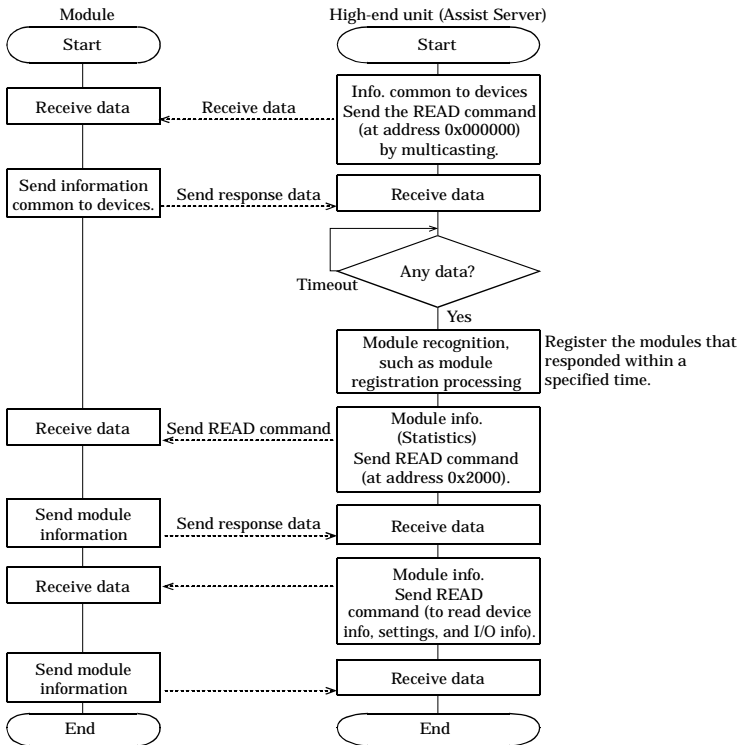 Module
High-end unit (Assist Server)
Start
Start
Receive data
Receive data
Info. common to devices
Send the READ command
(at address 0x000000)
by multicasting.
Send information
common to devices.
Send response data
Receive data
Any data?
Timeout
Yes
Module recognition,
such as module
registration processing
Register the modules that
responded within a
specified time.
Receive data
Send READ command
Module info.
(Statistics)
Send READ command
(at address 0x2000).
Send module
information
Send response data
Receive data
Receive data
Module info.
Send READ
command (to read device
info, settings, and I/O info).
Send module
information
Receive data
End
End